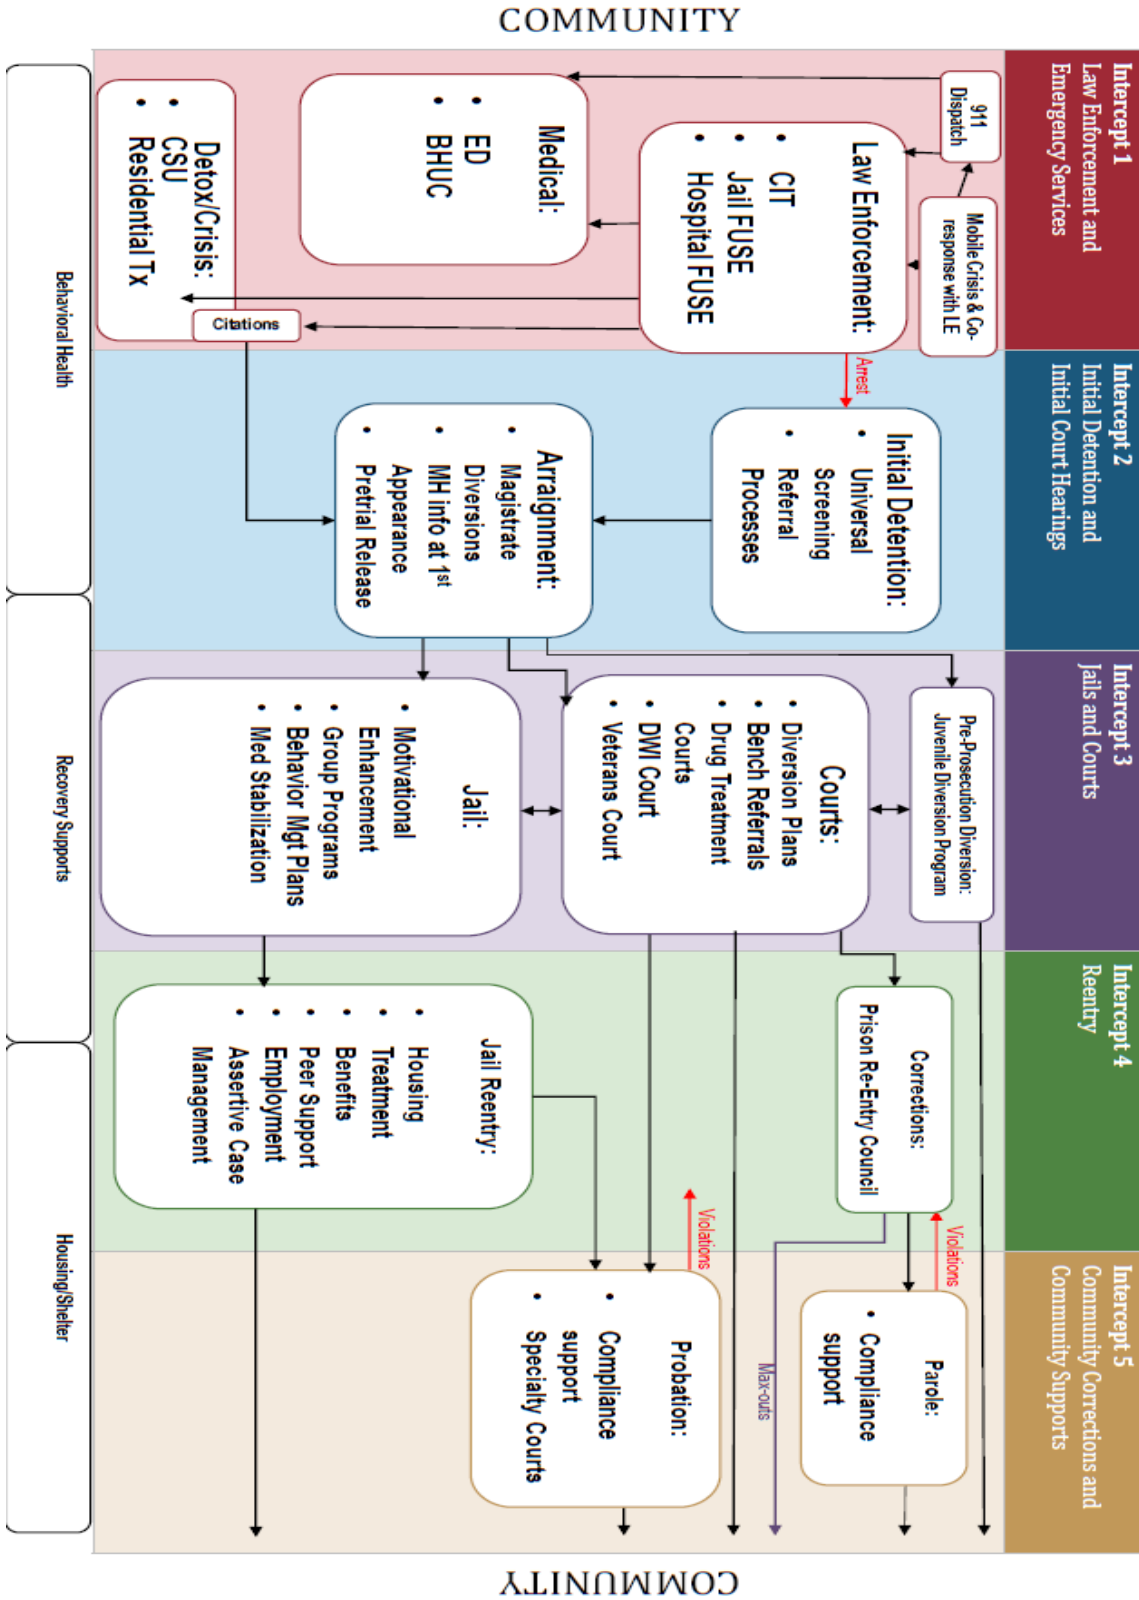 COMMUNITY
Intercept 1
Law Enforcement and
Emergency Services
911
Dispatch
Mobile Crisis & Co-
response with LE
Law Enforcement:
• CIT
• Jail FUSE
• Hospital FUSE
Medical:
• ED
• BHUC
Detox/Crisis:
• CSU
• Residential Tx
Citations
Arrest
Intercept 2
Initial Detention and
Initial Court Hearings
Initial Detention:
• Universal
Screening
• Referral
Processes
Arraignment:
• Magistrate
Diversions
• MH info at 1st
Appearance
• Pretrial Release
Intercept 3
Jails and Courts
Pre-Prosecution Diversion:
Juvenile Diversion Program
Courts:
• Diversion Plans
• Bench Referrals
• Drug Treatment
Courts
• DWI Court
• Veterans Court
Jail:
• Motivational
Enhancement
• Group Programs
• Behavior Mgt Plans
• Med Stabilization
Intercept 4
Reentry
Corrections:
Prison Re-Entry Council
Jail Reentry:
• Housing
• Treatment
• Benefits
• Peer Support
• Employment
• Assertive Case
Management
Violations
Violations
Intercept 5
Community Corrections and
Community Supports
Parole:
• Compliance
support
Max-outs
Probation:
• Compliance
support
• Specialty Courts
Behavioral Health
Recovery Supports
Housing/Shelter
COMMUNITY